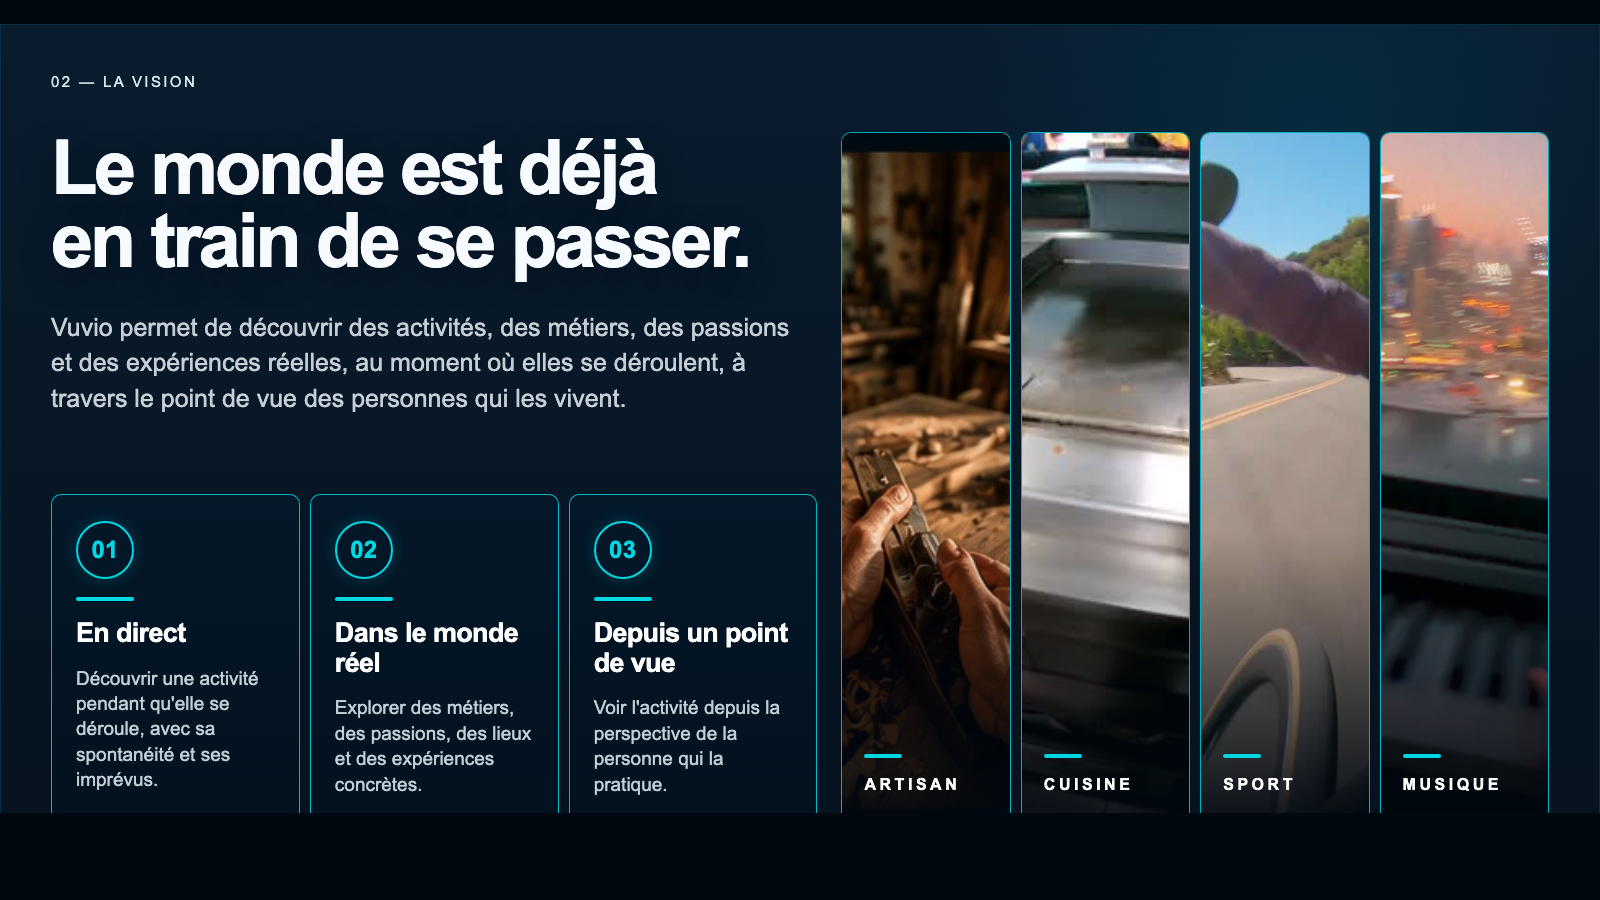 02 — LA VISION
Le monde est déjà
en train de se passer.
Vuvio permet de découvrir des activités, des métiers, des passions
et des expériences réelles, au moment où elles se déroulent, à
travers le point de vue des personnes qui les vivent.
01
En direct
Découvrir une activité
pendant qu'elle se
déroule, avec sa
spontanéité et ses
imprévus.
02
Dans le monde
réel
Explorer des métiers,
des passions, des lieux
et des expériences
concrètes.
03
Depuis un point
de vue
Voir l'activité depuis la
perspective de la
personne qui la
pratique.
ARTISAN
CUISINE
SPORT
MUSIQUE